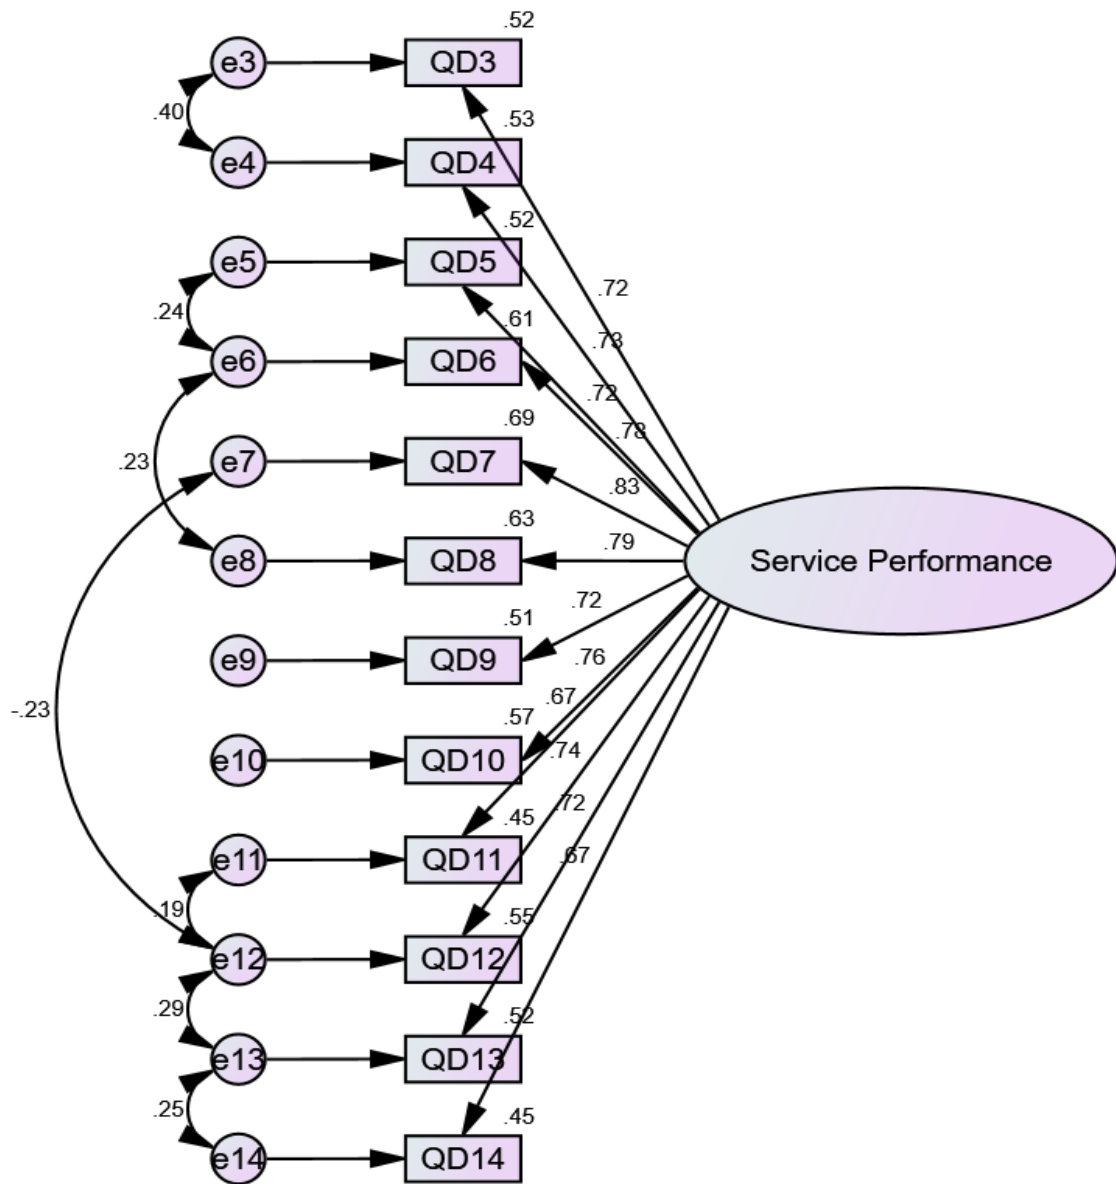 .52
e3 QD3
.40 .53
e4 QD4
.52
e5 QD5
.72
.24 .61 .73
e6 QD6
.72
.78
.69
.23 e7 QD7
.83
.63 .79
e8 QD8 Service Performance
.72
.51
.76
e9 QD9
.67
-.23 .57
.74
e10 QD10
.72
.45
.67
e11 QD11
.19 .55
e12 QD12
.29 .52
e13 QD13
.25 .45
e14 QD14